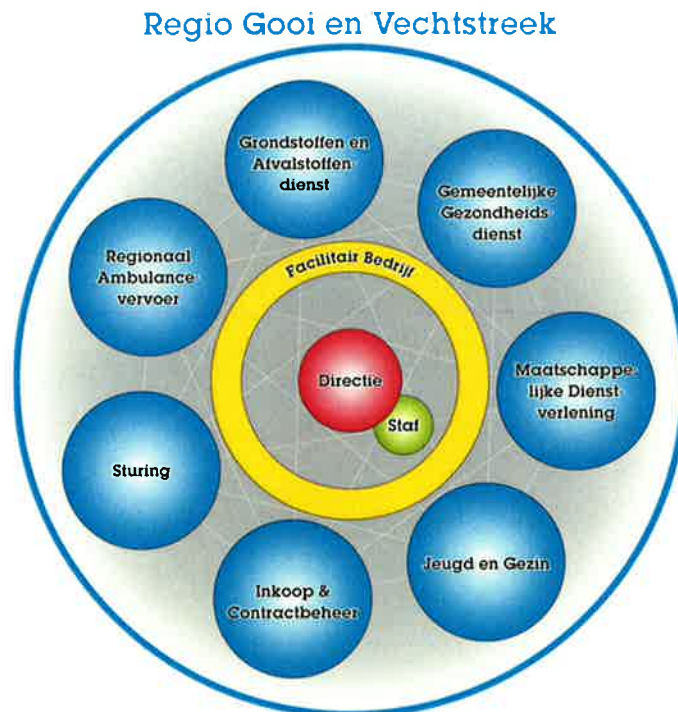 Regio Gooi en Vechtstreek
Grondstoffen en
Afvalstoffen
dienst
Gemeentelijke
Gezondheids
dienst
Regionaal
Ambulance
vervoer
Facilitair Bedrijf
Directie
Staf
Maatschappe-
lijke Dienst
verlening
Sturing
Jeugd en Gezin
Inkoop &
Contractbeheer